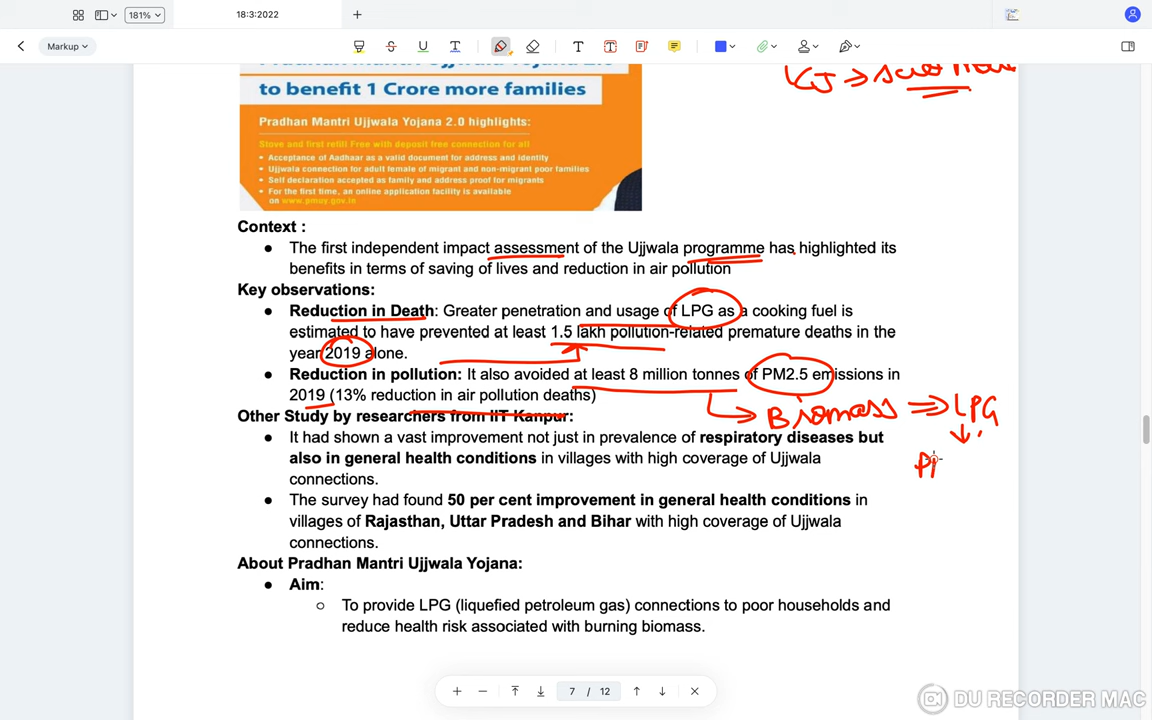 181%
18:3:2022
Markup
to benefit 1 Crore more families
Pradhan Mantri Ujjwala Yojana 2.0 highlights:
Stove and first refill Free with deposit free connection for all
• Acceptance of Aadhaar as a valid document for address and identity
• Ujjwala connection for adult female of migrant and non-migrant poor families
• Self declaration accepted as family and address proof for migrants
• For the first time, an online application facility is available
on www.pmuy.gov.in
Context :
● The first independent impact assessment of the Ujjwala programme has highlighted its
benefits in terms of saving of lives and reduction in air pollution
Key observations:
● Reduction in Death: Greater penetration and usage of LPG as a cooking fuel is
estimated to have prevented at least 1.5 lakh pollution-related premature deaths in the
year 2019 alone.
● Reduction in pollution: It also avoided at least 8 million tonnes of PM2.5 emissions in
2019 (13% reduction in air pollution deaths)
Biomass ⇒ LPG
Other Study by researchers from IIT Kanpur:
● It had shown a vast improvement not just in prevalence of respiratory diseases but
also in general health conditions in villages with high coverage of Ujjwala
connections.
● The survey had found 50 per cent improvement in general health conditions in
villages of Rajasthan, Uttar Pradesh and Bihar with high coverage of Ujjwala
connections.
About Pradhan Mantri Ujjwala Yojana:
● Aim:
○ To provide LPG (liquefied petroleum gas) connections to poor households and
reduce health risk associated with burning biomass.
7 / 12
DU RECORDER MAC